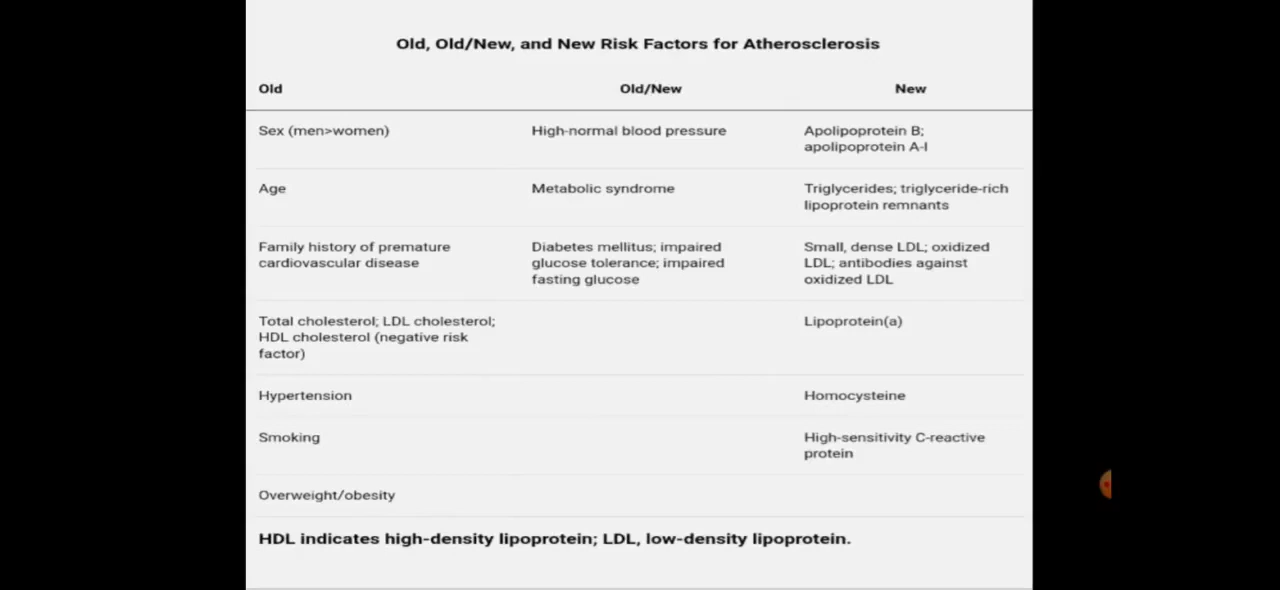 Old, Old/New, and New Risk Factors for Atherosclerosis
Old Old/New New
Sex (men>women) High-normal blood pressure Apolipoprotein B;
apolipoprotein A-I
Age Metabolic syndrome Triglycerides; triglyceride-rich
lipoprotein remnants
Family history of premature Diabetes mellitus; impaired Small, dense LDL; oxidized
cardiovascular disease glucose tolerance; impaired LDL; antibodies against
fasting glucose oxidized LDL
Total cholesterol; LDL cholesterol; Lipoprotein(a)
HDL cholesterol (negative risk
factor)
Hypertension Homocysteine
Smoking High-sensitivity C-reactive
protein
Overweight/obesity
HDL indicates high-density lipoprotein; LDL, low-density lipoprotein.